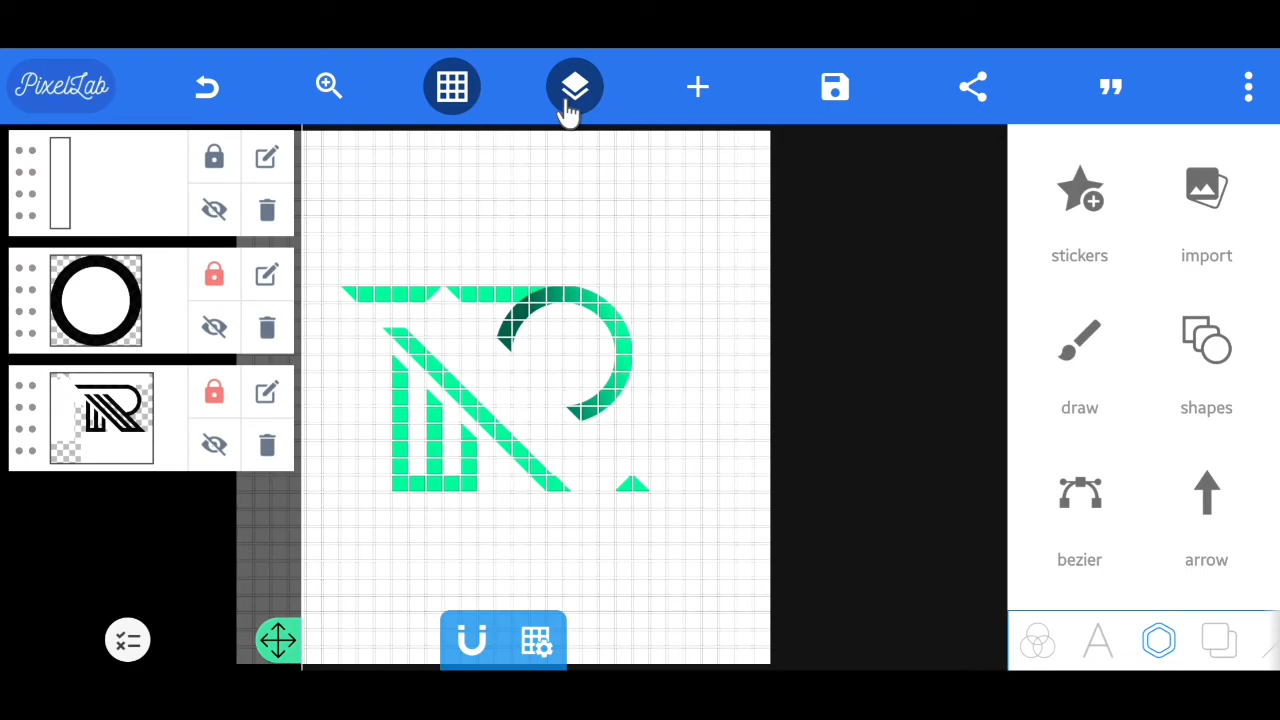 PixelLab
stickers
import
draw
shapes
bezier
arrow